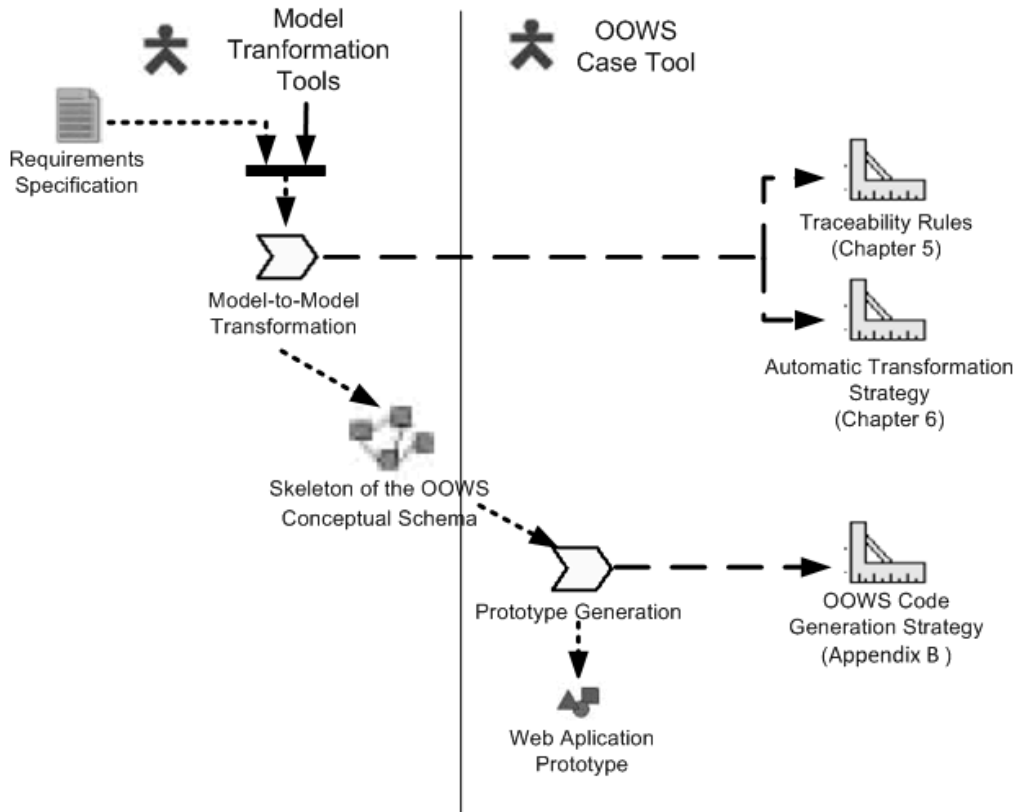 Model
Tranformation
Tools
OOWS
Case Tool
Requirements
Specification
Traceability Rules
(Chapter 5)
Model-to-Model
Transformation
Automatic Transformation
Strategy
(Chapter 6)
Skeleton of the OOWS
Conceptual Schema
Prototype Generation
OOWS Code
Generation Strategy
(Appendix B )
Web Aplication
Prototype